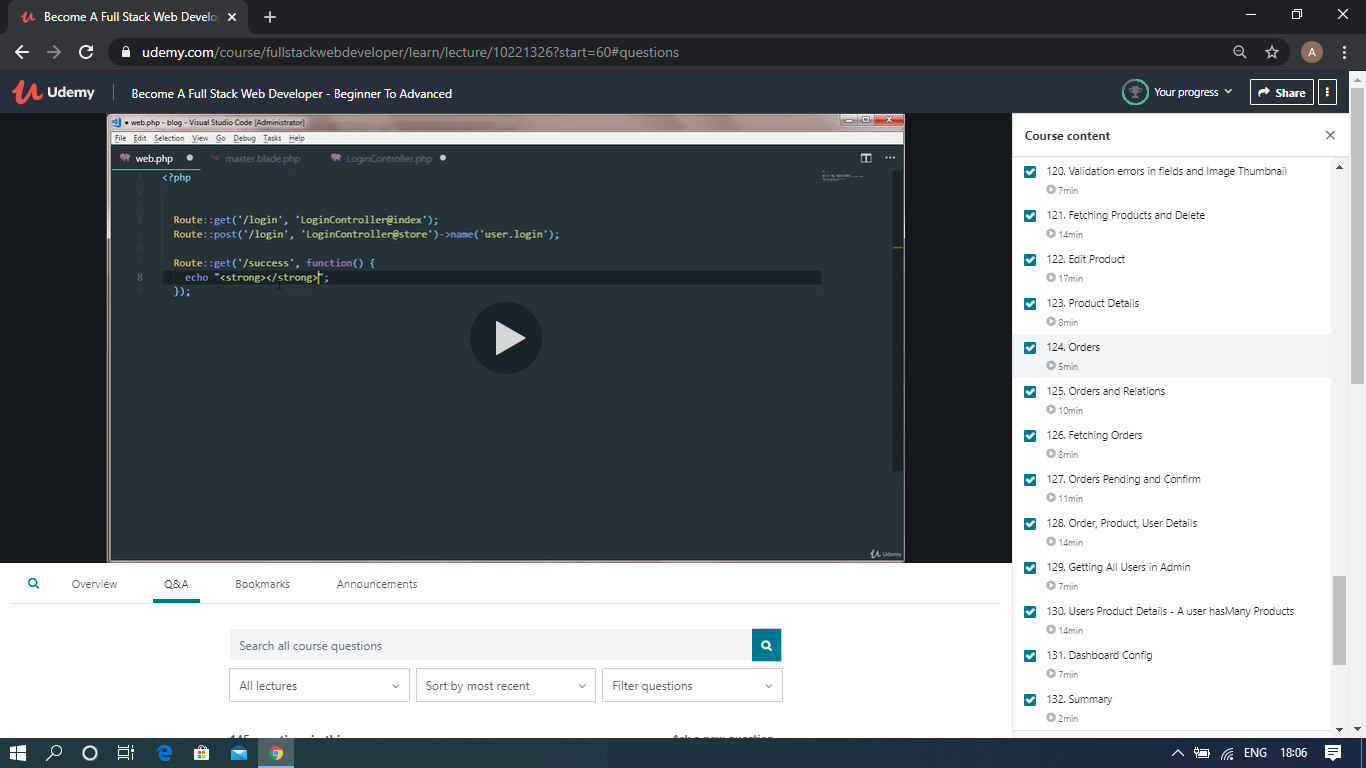 Become A Full Stack Web Develo
udemy.com/course/fullstackwebdeveloper/learn/lecture/10221326?start=60#questions
A
Udemy
Become A Full Stack Web Developer - Beginner To Advanced
Your progress
Share
web.php - blog - Visual Studio Code [Administrator]
File Edit Selection View Go Debug Tasks Help
web.php
master.blade.php
LoginController.php
<?php
Route::get('/login', 'LoginController@index');
Route::post('/login', 'LoginController@store')->name('user.login');
Route::get('/success', function() {
8 echo "<strong></strong>";
});
Udemy
Course content
120. Validation errors in fields and Image Thumbnail
7min
121. Fetching Products and Delete
14min
122. Edit Product
17min
123. Product Details
8min
124. Orders
5min
125. Orders and Relations
10min
126. Fetching Orders
8min
127. Orders Pending and Confirm
11min
128. Order, Product, User Details
14min
129. Getting All Users in Admin
7min
130. Users Product Details - A user hasMany Products
14min
131. Dashboard Config
7min
132. Summary
2min
Overview
Q&A
Bookmarks
Announcements
Search all course questions
All lectures
Sort by most recent
Filter questions
ENG
18:06